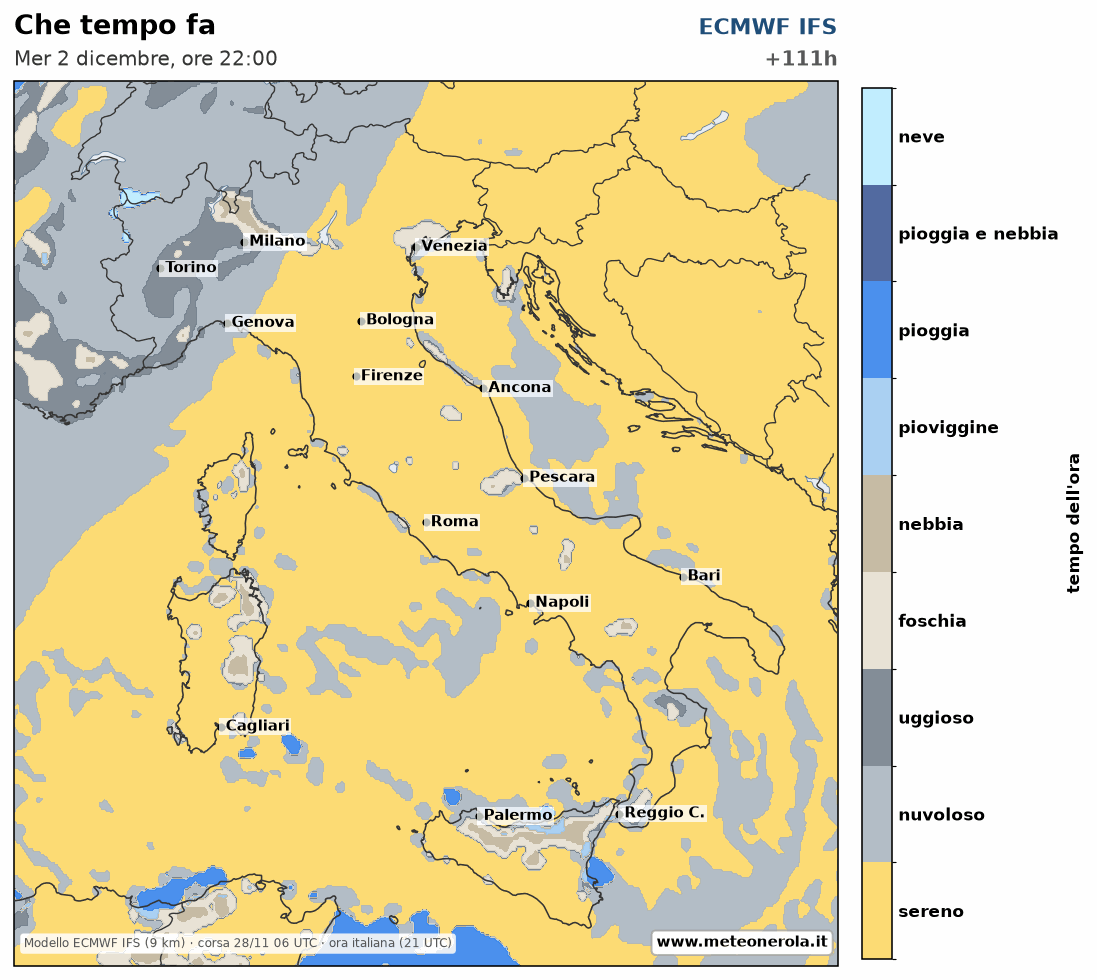 Che tempo fa
ECMWF IFS
Mer 2 dicembre, ore 22:00
+111h
neve
pioggia e nebbia
pioggia
pioviggine
nebbia
foschia
uggioso
nuvoloso
sereno
tempo dell'ora
Milano
Venezia
Torino
Genova
Bologna
Firenze
Ancona
Pescara
Roma
Bari
Napoli
Cagliari
Palermo
Reggio C.
Modello ECMWF IFS (9 km) · corsa 28/11 06 UTC · ora italiana (21 UTC)
www.meteonerola.it